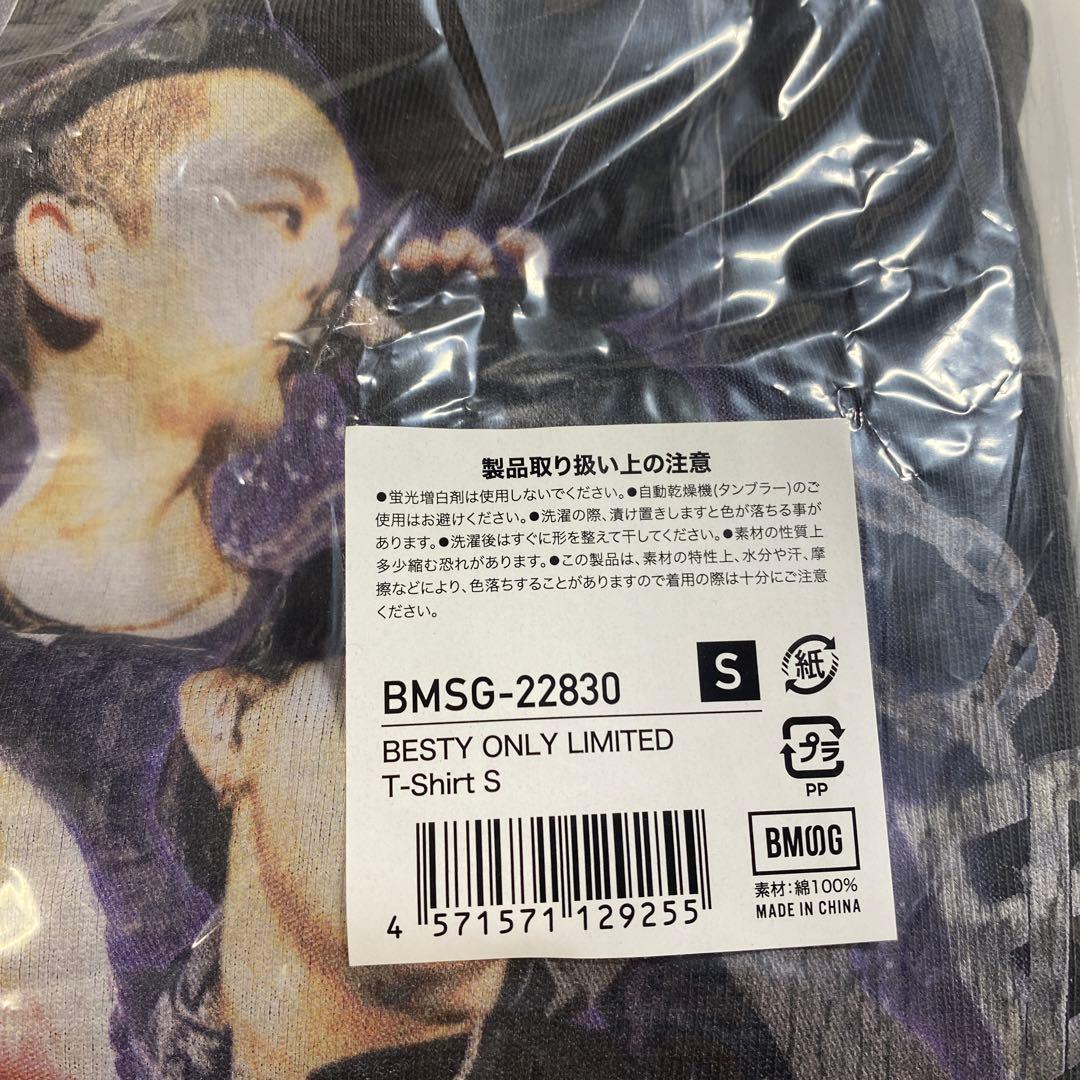 製品取り扱い上の注意
●蛍光増白剤は使用しないでください。●自動乾燥機(タンブラー)のご
使用はお避けください。●洗濯の際、漬け置きしますと色が落ちる事が
あります。●洗濯後はすぐに形を整えて干してください。●素材の性質上
多少縮む恐れがあります。●この製品は、素材の特性上、水分や汗、摩
擦などにより、色落ちすることがありますので着用の際は十分にご注意
ください。
BMSG-22830
S
紙
BESTY ONLY LIMITED
T-Shirt S
プラ
PP
BMSG
素材：綿100%
MADE IN CHINA
4 571571 129255